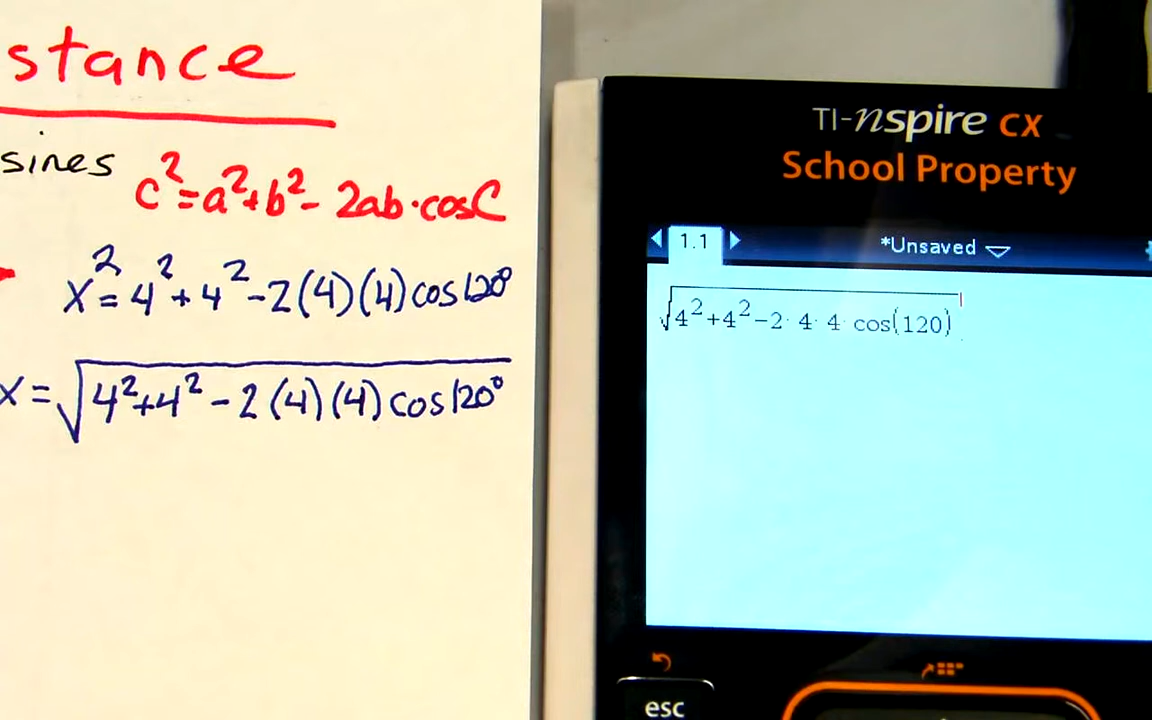 stance
sines c²=a²+b²- 2ab·cosC
x²=4²+4²-2(4)(4)cos120°
x=√4²+4²-2(4)(4)cos120°
TI-nspire CX
School Property
1.1 *Unsaved
√4²+4²-2·4·4·cos(120)
esc